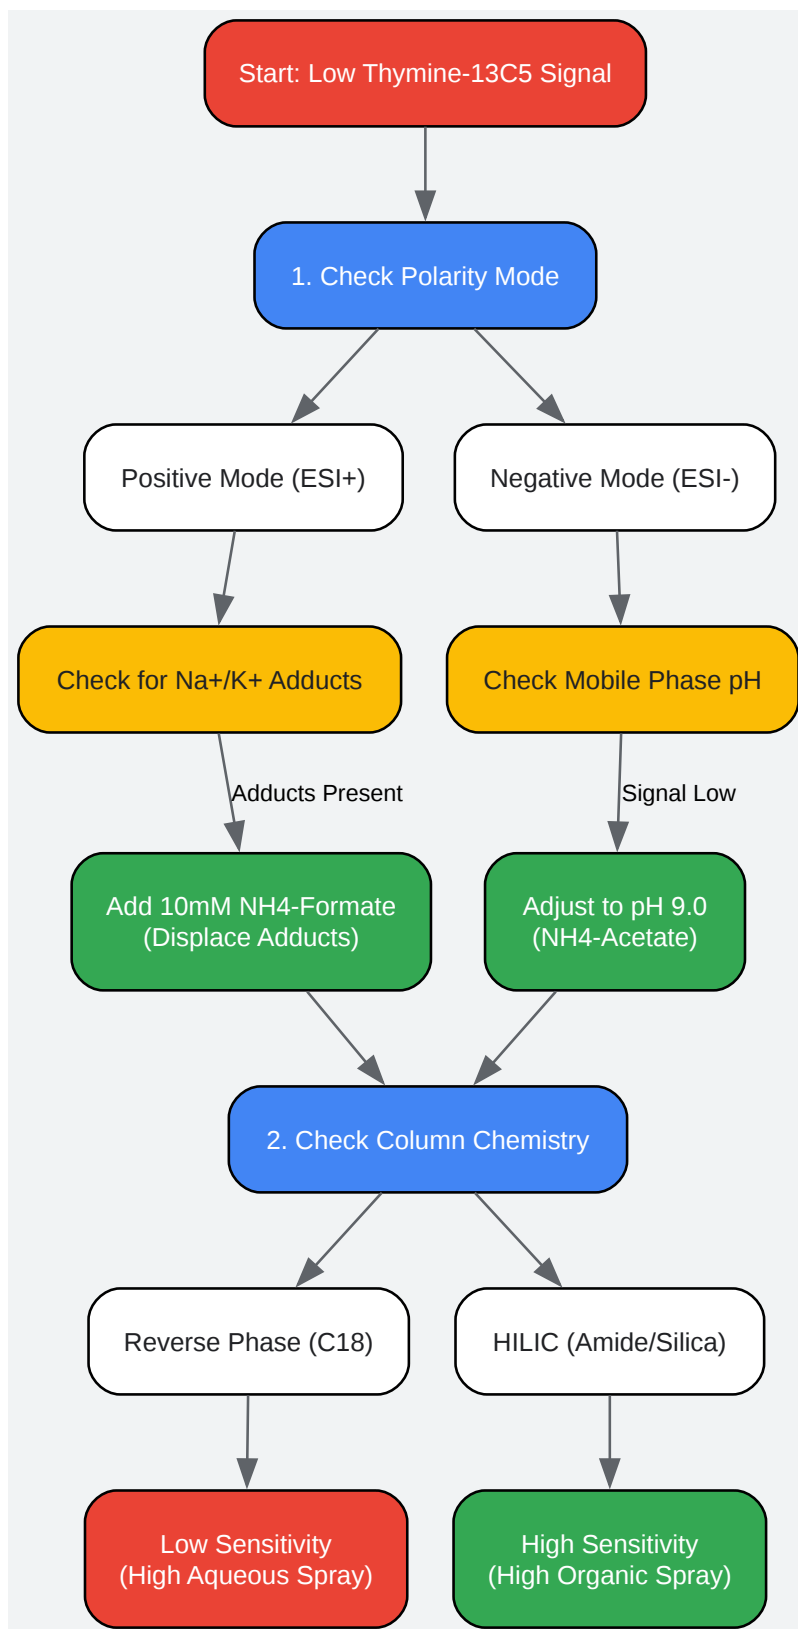 Start: Low Thymine-13C5 Signal
1. Check Polarity Mode
Positive Mode (ESI+)
Negative Mode (ESI-)
Check for Na+/K+ Adducts
Check Mobile Phase pH
Adducts Present
Signal Low
Add 10mM NH4-Formate
(Displace Adducts)
Adjust to pH 9.0
(NH4-Acetate)
2. Check Column Chemistry
Reverse Phase (C18)
HILIC (Amide/Silica)
Low Sensitivity
(High Aqueous Spray)
High Sensitivity
(High Organic Spray)